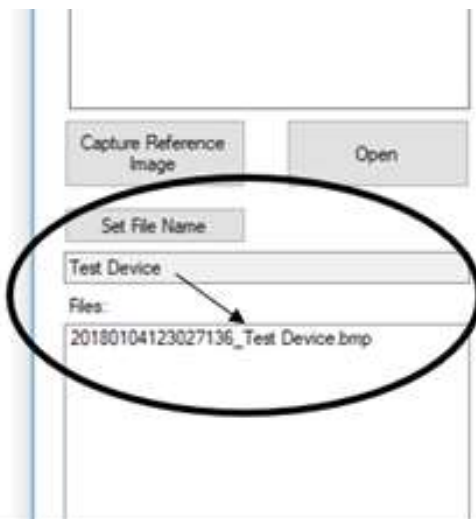 Capture Reference
Image
Open
Set File Name
Test Device
Files:
20180104123027136_Test Device.bmp